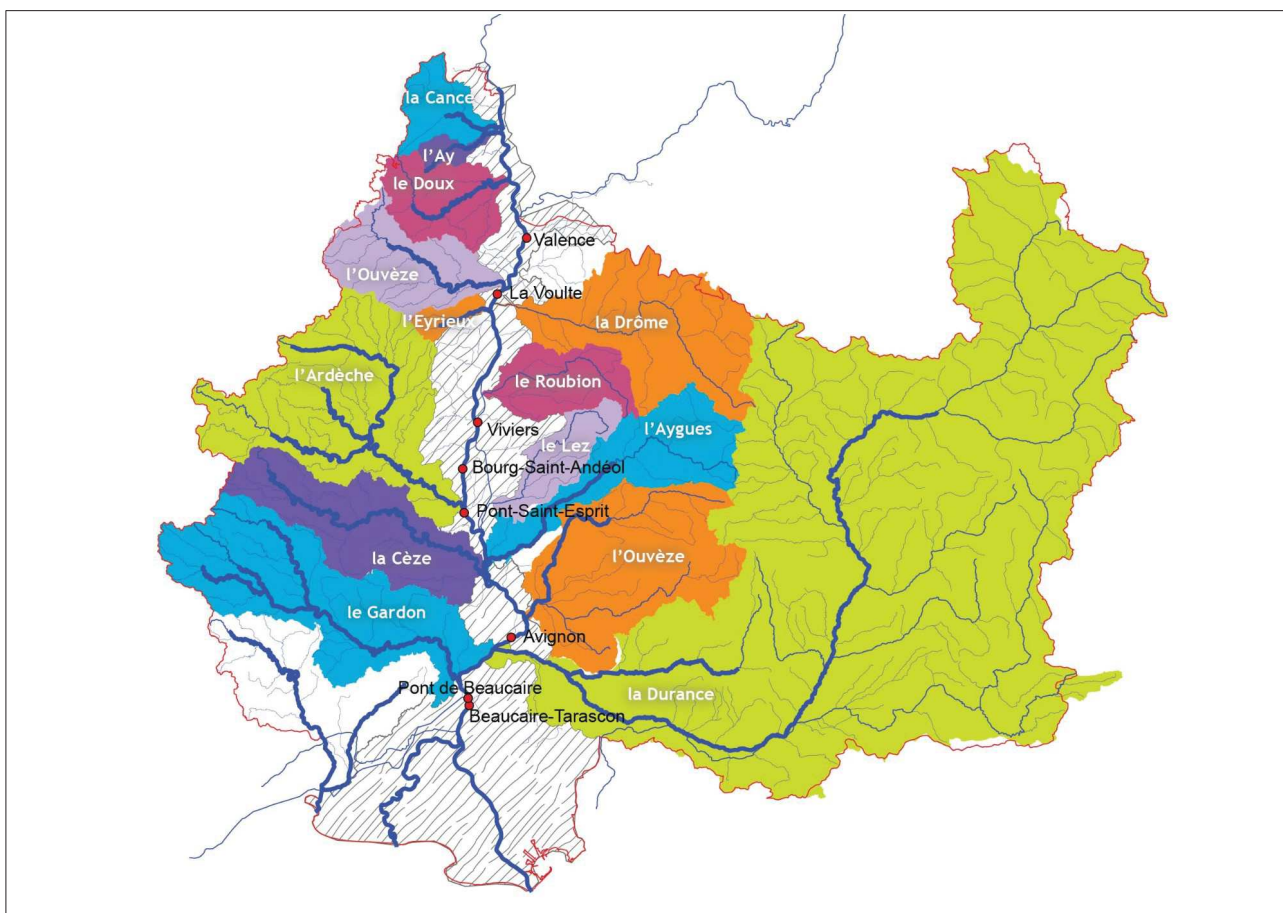 la Cance
l'Ay
le Doux
Valence
l'Ouvèze
La Voulte
l'Eyrieux
la Drôme
l'Ardèche
le Roubion
Viviers
l'Aygues
le Lez
Bourg-Saint-Andéol
Pont-Saint-Esprit
la Cèze
l'Ouvèze
le Gardon
Avignon
Pont de Beaucaire
la Durance
Beaucaire-Tarascon